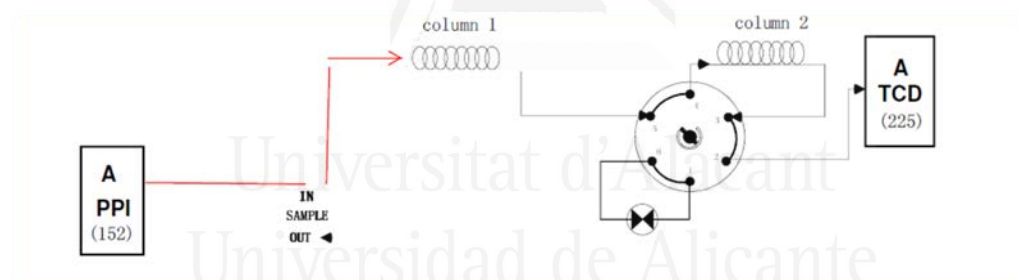 column 1
column 2
A
TCD
(225)
A
PPI
(152)
IN
SAMPLE
OUT
Universitat d'Alacant
Universidad de Alicante